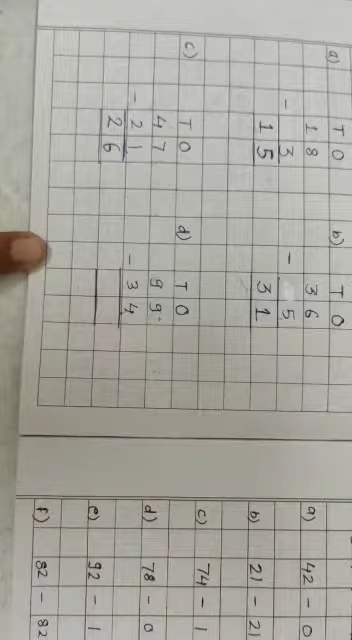 a) T O b) T O
1 8 3 6
- 3 - 5
1 5 3 1
c) T O d) T O
4 7 9 9
- 2 1 - 3 4
2 6
a) 42 - 0
b) 21 - 21
c) 74 - 1
d) 78 - 0
e) 92 - 1
f) 82 - 82